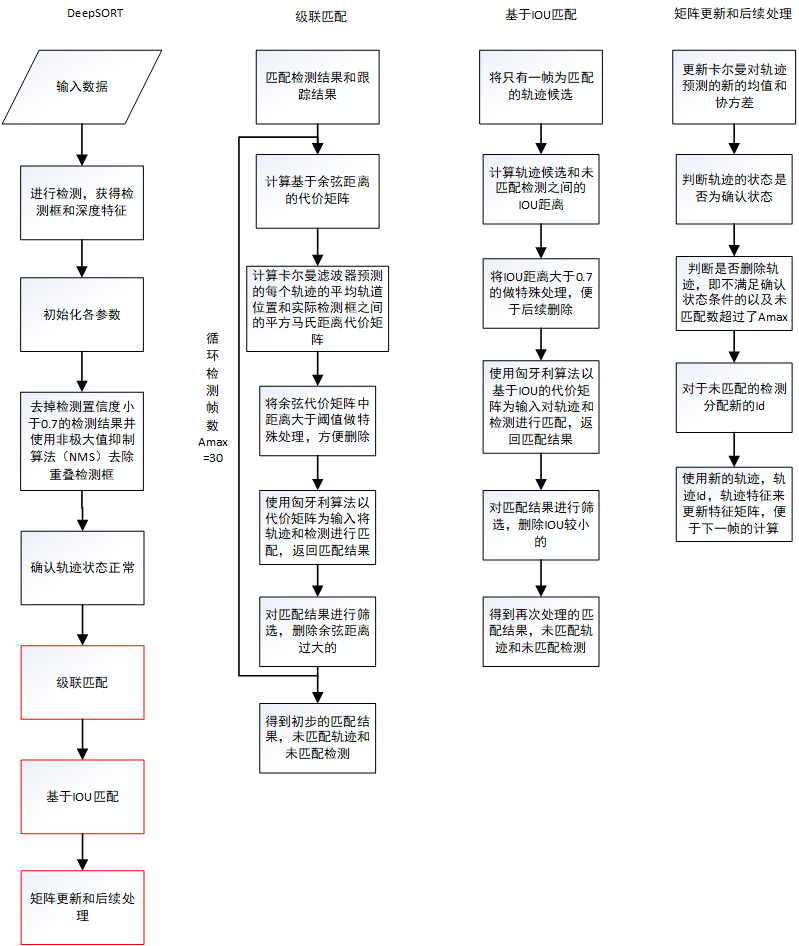 DeepSORT
输入数据
进行检测，获得检
测框和深度特征
初始化各参数
去掉检测置信度小
于0.7的检测结果并
使用非极大值抑制
算法（NMS）去除
重叠检测框
确认轨迹状态正常
级联匹配
基于IOU匹配
矩阵更新和后续处
理
级联匹配
匹配检测结果和跟
踪结果
计算基于余弦距离
的代价矩阵
计算卡尔曼滤波器预测
的每个轨迹的平均轨道
位置和实际检测框之间
的平方马氏距离代价矩
阵
将余弦代价矩阵中
距离大于阈值做特
殊处理，方便删除
使用匈牙利算法以
代价矩阵为输入将
轨迹和检测进行匹
配，返回匹配结果
对匹配结果进行筛
选，删除余弦距离
过大的
得到初步的匹配结
果，未匹配轨迹和
未匹配检测
循
环
检
测
帧
数
Amax
=30
基于IOU匹配
将只有一帧为匹配
的轨迹候选
计算轨迹候选和未
匹配检测之间的
IOU距离
将IOU距离大于0.7
的做特殊处理，便
于后续删除
使用匈牙利算法以
基于IOU的代价矩
阵为输入对轨迹和
检测进行匹配，返
回匹配结果
对匹配结果进行筛
选，删除IOU较小
的
得到再次处理的匹
配结果，未匹配轨
迹和未匹配检测
矩阵更新和后续处理
更新卡尔曼对轨迹
预测的新的均值和
协方差
判断轨迹的状态是
否为确认状态
判断是否删除轨
迹，即不满足确认
状态条件的以及未
匹配数超过了Amax
对于未匹配的检测
分配新的Id
使用新的轨迹，轨
迹Id，轨迹特征来
更新特征矩阵，便
于下一帧的计算